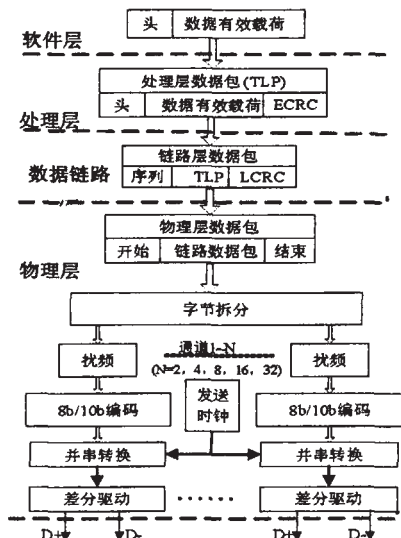 头 数据有效载荷
软件层
处理层数据包(TLP)
头 数据有效载荷 ECRC
处理层
链路层数据包
数据链路 序列 TLP LCRC
物理层数据包
开始 链路数据包 结束
物理层
字节拆分
扰频 通道1~N 扰频
(N=2, 4, 8, 16, 32)
8b/10b编码 发送时钟 8b/10b编码
并串转换 并串转换
差分驱动 ...... 差分驱动
D+ D- D+ D-